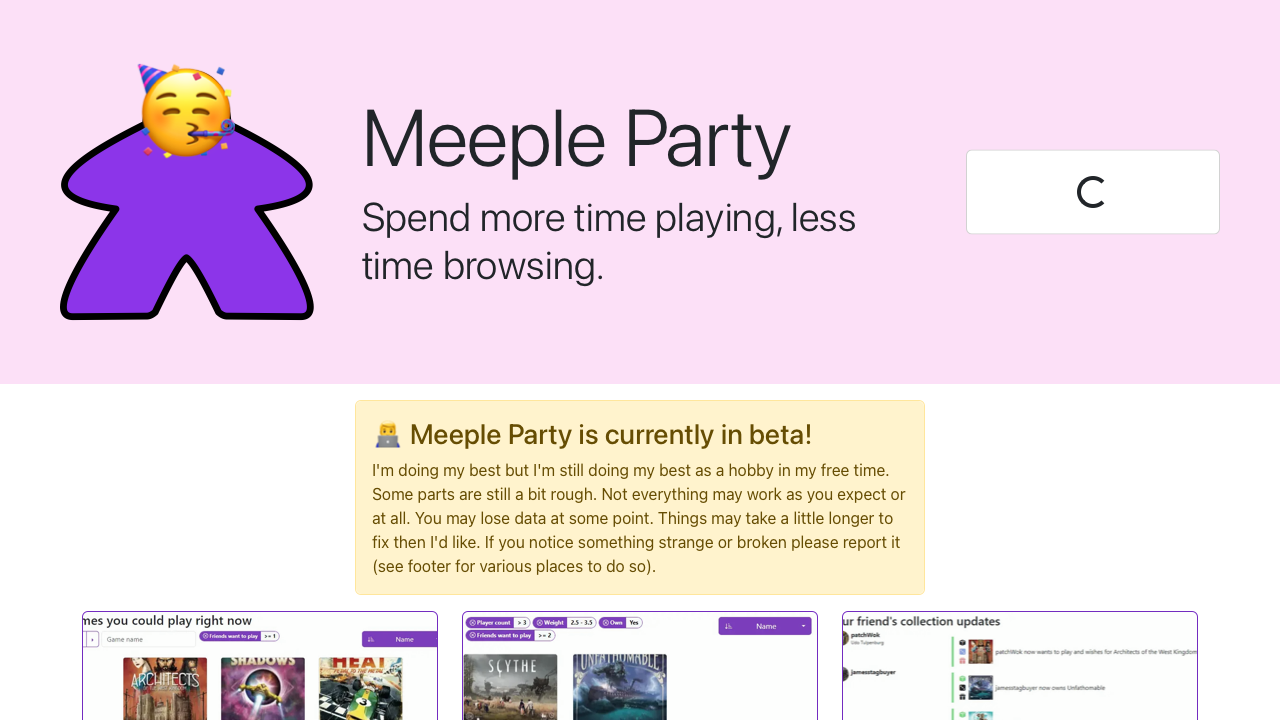 Meeple Party
Spend more time playing, less
time browsing.
Meeple Party is currently in beta!
I'm doing my best but I'm still doing my best as a hobby in my free time.
Some parts are still a bit rough. Not everything may work as you expect or
at all. You may lose data at some point. Things may take a little longer to
fix then I'd like. If you notice something strange or broken please report it
(see footer for various places to do so).
mes you could play right now
Game name
Friends want to play >= 1
Name
ARCHITECTS
SHADOWS
HEAT
Player count > 3 Weight 2.5 - 3.5 Own Yes
Friends want to play >= 2
Name
SCYTHE
UNFATHOMABLE
ur friend's collection updates
patchWok
Udo Tulpenburg
patchWok now wants to play and wishes for Architects of the West Kingdom
jamesstagbuyer
jamesstagbuyer now owns Unfathomable